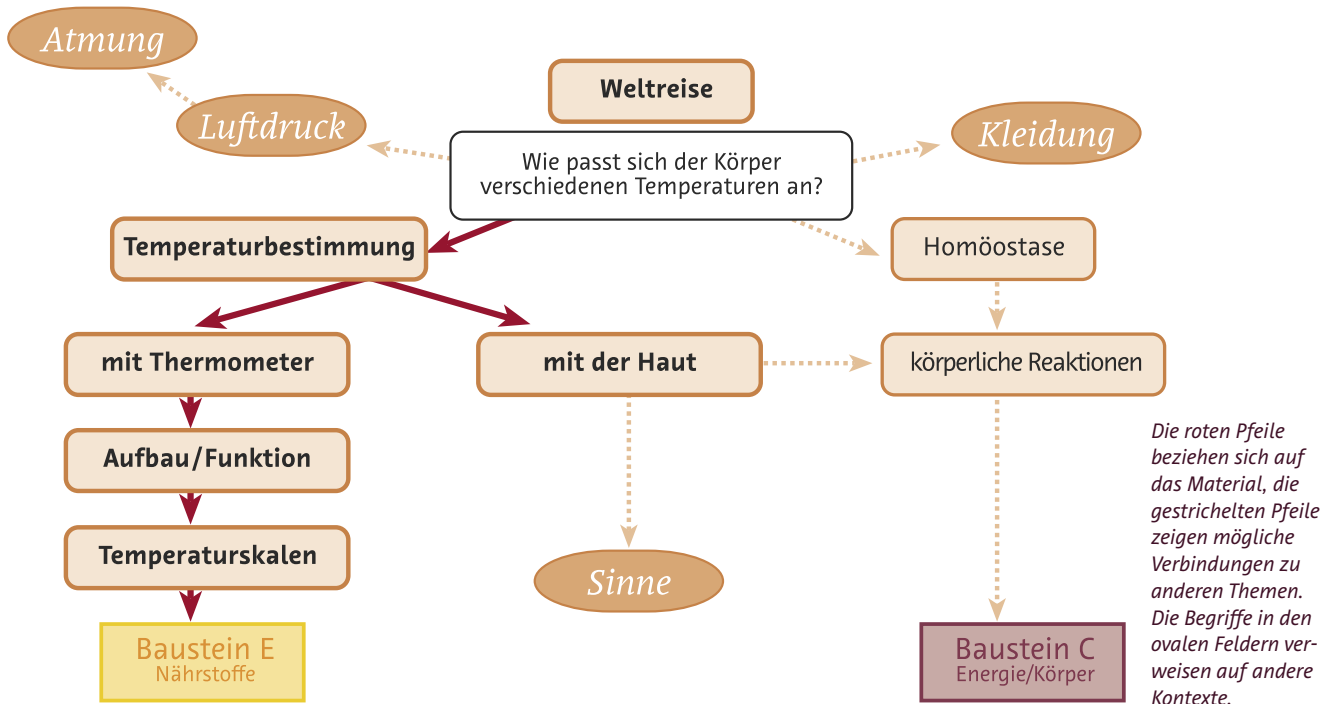 Atmung
Luftdruck
Weltreise
Kleidung
Wie passt sich der Körper
verschiedenen Temperaturen an?
Temperaturbestimmung
Homöostase
mit Thermometer
mit der Haut
körperliche Reaktionen
Aufbau/Funktion
Temperaturskalen
Sinne
Baustein E
Nährstoffe
Baustein C
Energie/Körper
Die roten Pfeile
beziehen sich auf
das Material, die
gestrichelten Pfeile
zeigen mögliche
Verbindungen zu
anderen Themen.
Die Begriffe in den
ovalen Feldern ver-
weisen auf andere
Kontexte.